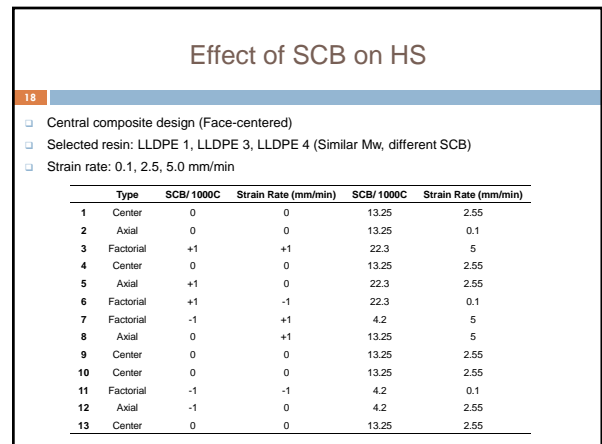 Effect of SCB on HS
18
Central composite design (Face-centered)
Selected resin: LLDPE 1, LLDPE 3, LLDPE 4 (Similar Mw, different SCB)
Strain rate: 0.1, 2.5, 5.0 mm/min
Type SCB/1000C Strain Rate (mm/min) SCB/1000C Strain Rate (mm/min)
1 Center 0 0 13.25 2.55
2 Axial 0 0 13.25 0.1
3 Factorial +1 +1 22.3 5
4 Center 0 0 13.25 2.55
5 Axial +1 0 22.3 2.55
6 Factorial +1 -1 22.3 0.1
7 Factorial -1 +1 4.2 5
8 Axial 0 +1 13.25 5
9 Center 0 0 13.25 2.55
10 Center 0 0 13.25 2.55
11 Factorial -1 -1 4.2 0.1
12 Axial -1 0 4.2 2.55
13 Center 0 0 13.25 2.55